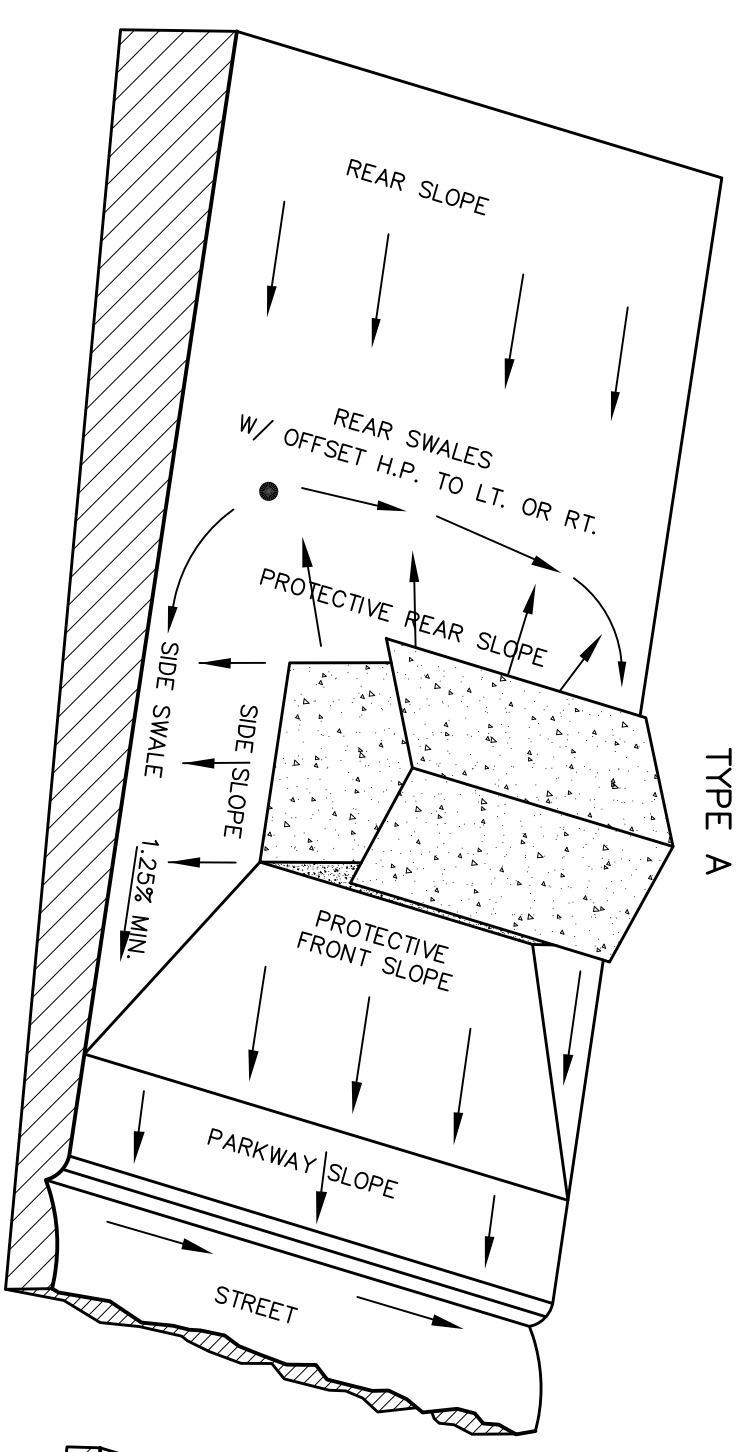 REAR SLOPE
REAR SWALES
W/ OFFSET H.P. TO LT. OR RT.
PROTECTIVE REAR SLOPE
TYPE A
SIDE SWALE
SIDE SLOPE
1.25% MIN.
PROTECTIVE
FRONT SLOPE
PARKWAY SLOPE
STREET